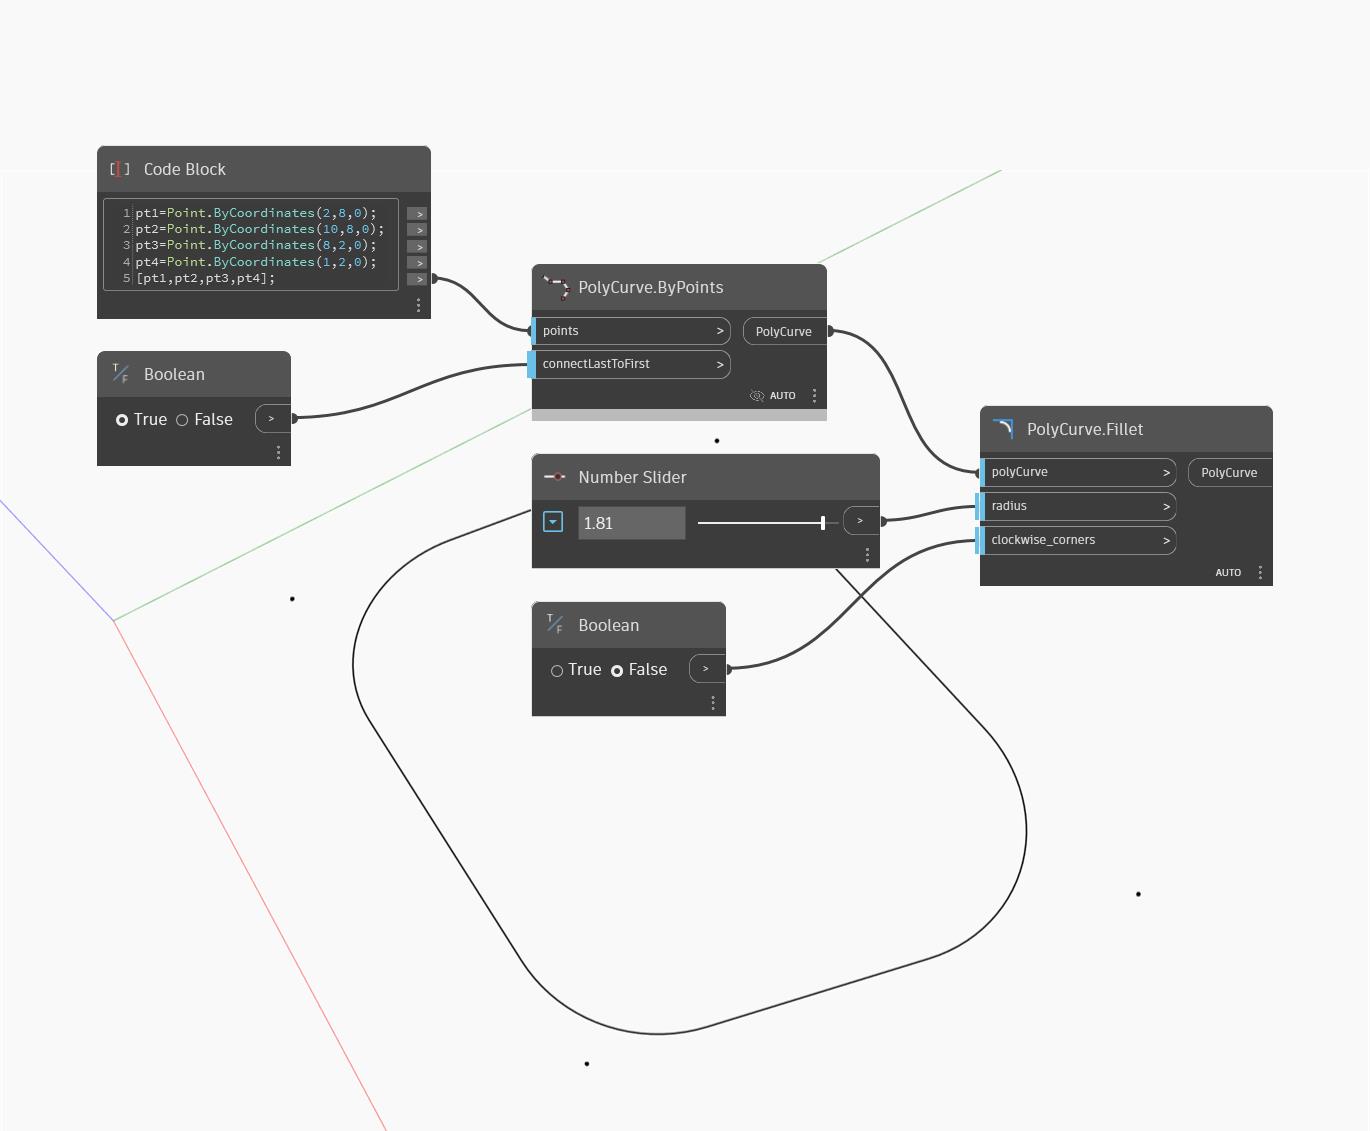 Code Block
1 pt1=Point.ByCoordinates(2,8,0); >
2 pt2=Point.ByCoordinates(10,8,0); >
3 pt3=Point.ByCoordinates(8,2,0); >
4 pt4=Point.ByCoordinates(1,2,0); >
5 [pt1,pt2,pt3,pt4]; >
Boolean
True False >
PolyCurve.ByPoints
points > PolyCurve
connectLastToFirst >
AUTO
Number Slider
1.81 >
Boolean
True False >
PolyCurve.Fillet
polyCurve > PolyCurve
radius >
clockwise_corners >
AUTO